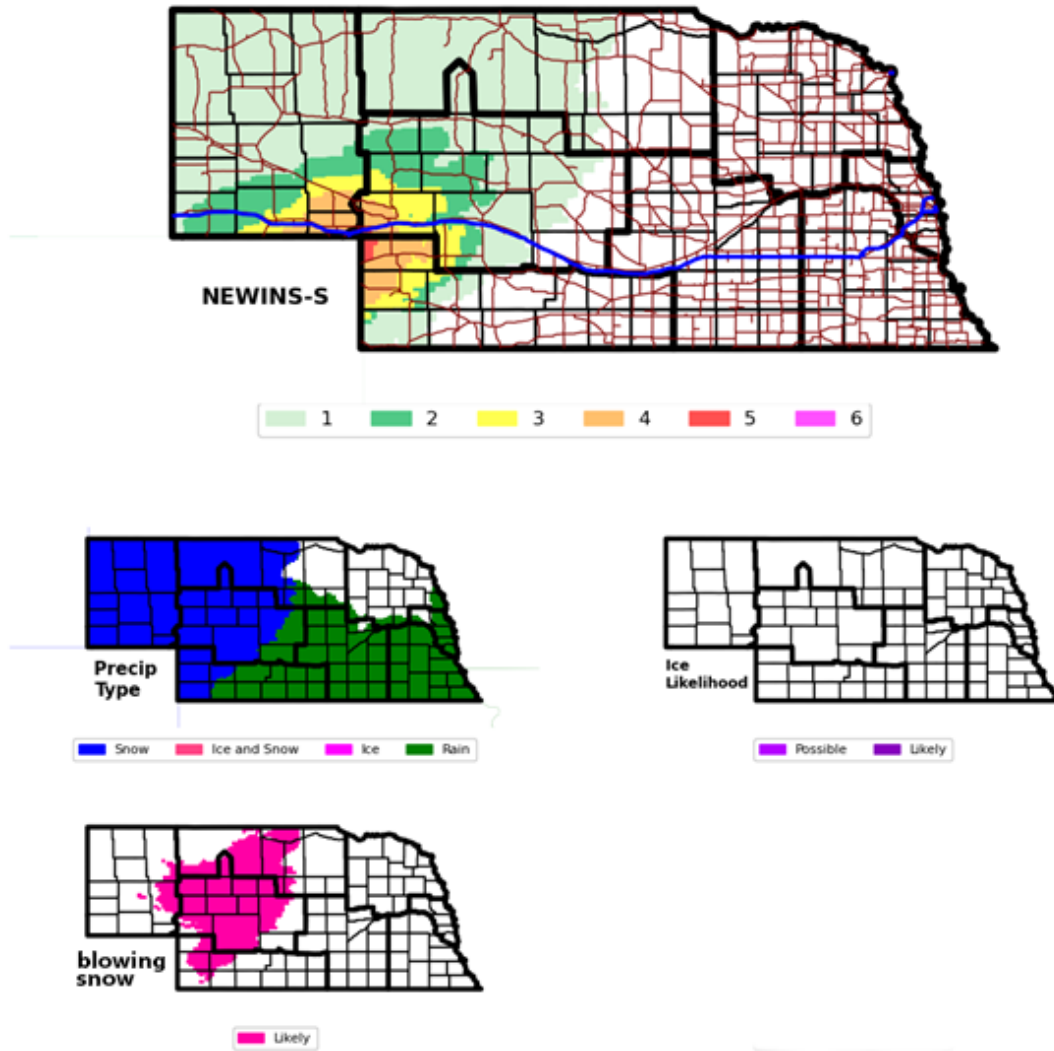 NEWINS-S
1 2 3 4 5 6
Precip
Type
Ice
Likelihood
Snow Ice and Snow Ice Rain
Possible Likely
blowing
snow
Likely